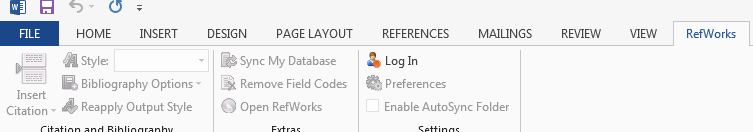 FILE HOME INSERT DESIGN PAGE LAYOUT REFERENCES MAILINGS REVIEW VIEW RefWorks
Style: Sync My Database Log In
Bibliography Options Remove Field Codes Preferences
Insert
Citation Reapply Output Style Open RefWorks Enable AutoSync Folder
Citation and Bibliography Extras Settings